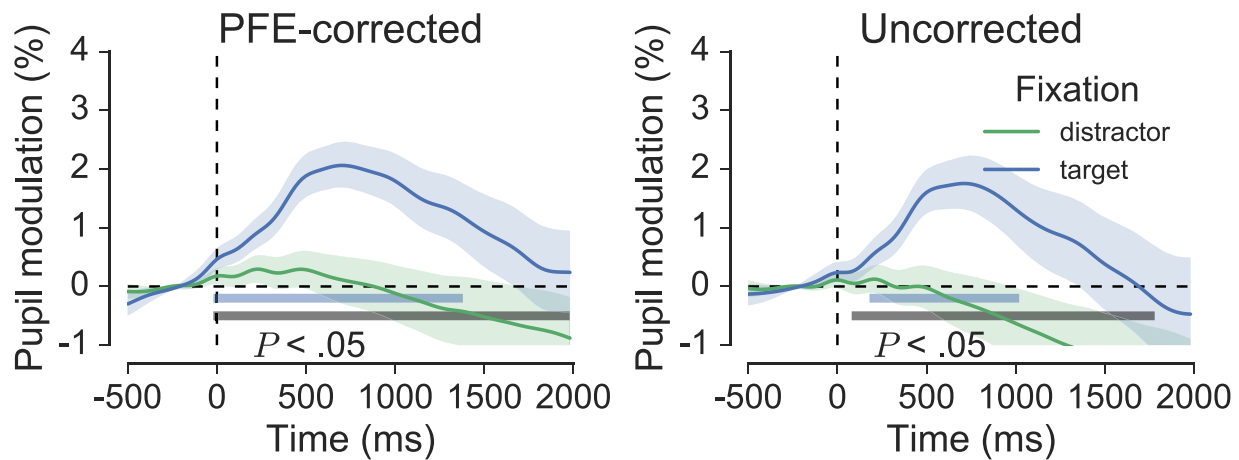 PFE-corrected
Pupil modulation (%)
4
3
2
1
0
-1
P < .05
-500 0 500 1000 1500 2000
Time (ms)
Uncorrected
Pupil modulation (%)
4
3
2
1
0
-1
Fixation
distractor
target
P < .05
-500 0 500 1000 1500 2000
Time (ms)